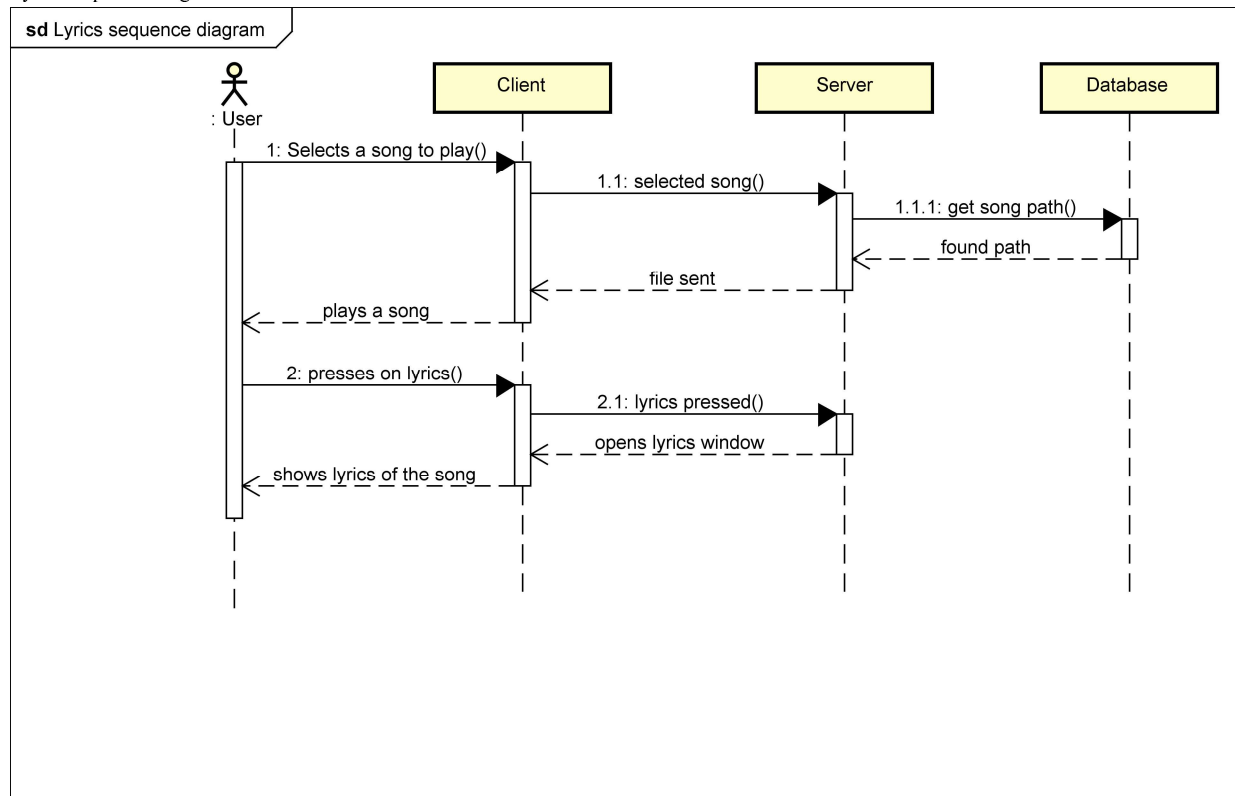 sd Lyrics sequence diagram
: User
Client
Server
Database
1: Selects a song to play()
1.1: selected song()
1.1.1: get song path()
found path
file sent
plays a song
2: presses on lyrics()
2.1: lyrics pressed()
opens lyrics window
shows lyrics of the song